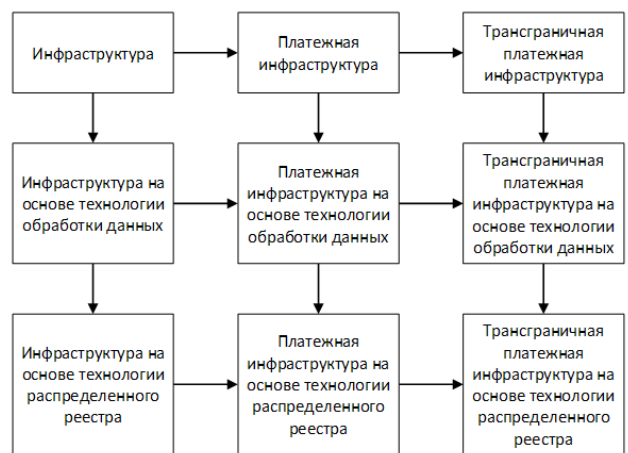 Инфраструктура
Платежная
инфраструктура
Трансграничная
платежная
инфраструктура
Инфраструктура на
основе технологии
обработки данных
Платежная
инфраструктура на
основе технологии
обработки данных
Трансграничная
платежная
инфраструктура на
основе технологии
обработки данных
Инфраструктура на
основе технологии
распределенного
реестра
Платежная
инфраструктура на
основе технологии
распределенного
реестра
Трансграничная
платежная
инфраструктура на
основе технологии
распределенного
реестра